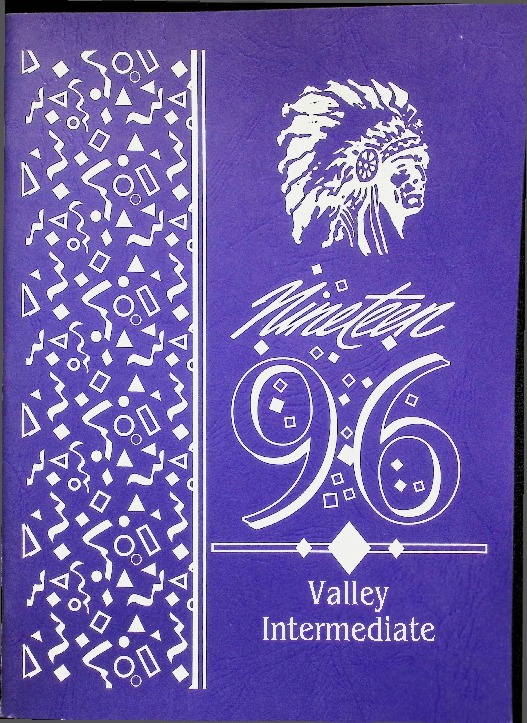 Nineteen
96
Valley
Intermediate